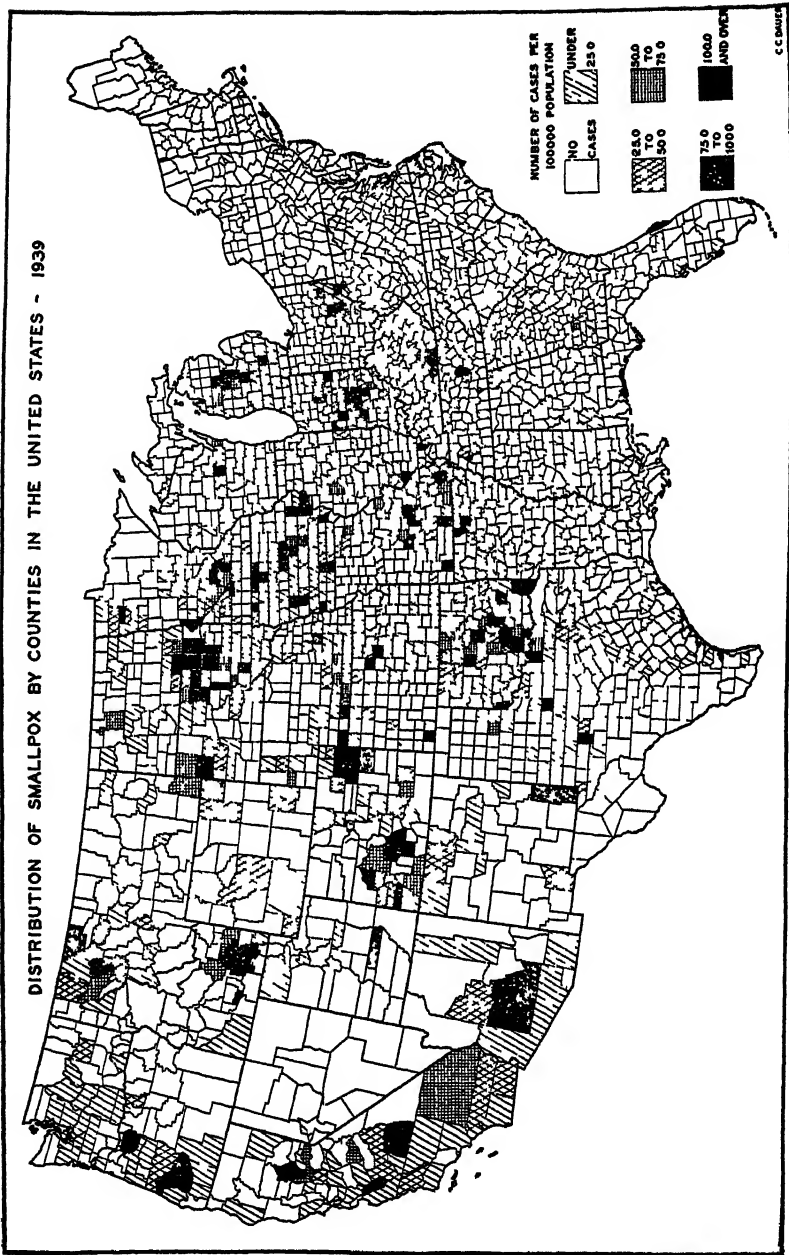 DISTRIBUTION OF SMALLPOX BY COUNTIES IN THE UNITED STATES - 1939
NUMBER OF CASES PER
100000 POPULATION
NO
CASES
UNDER
25 0
25.0
TO
50 0
50.0
TO
75 0
75 0
TO
100.0
100.0
AND OVER
C C DAUER